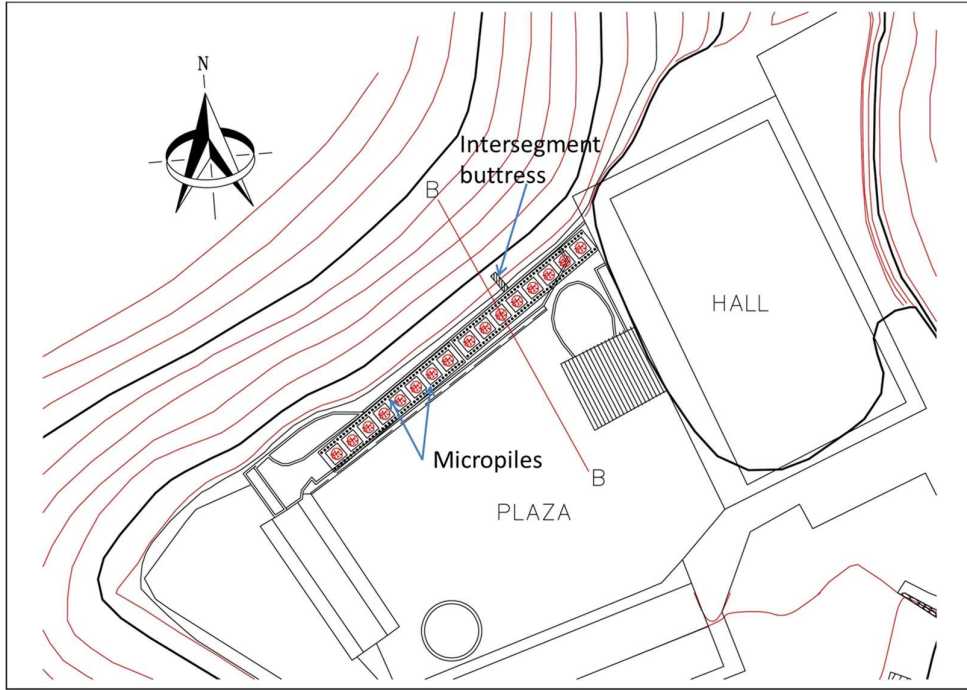 N
Intersegment
buttress
B
HALL
Micropiles
B
PLAZA